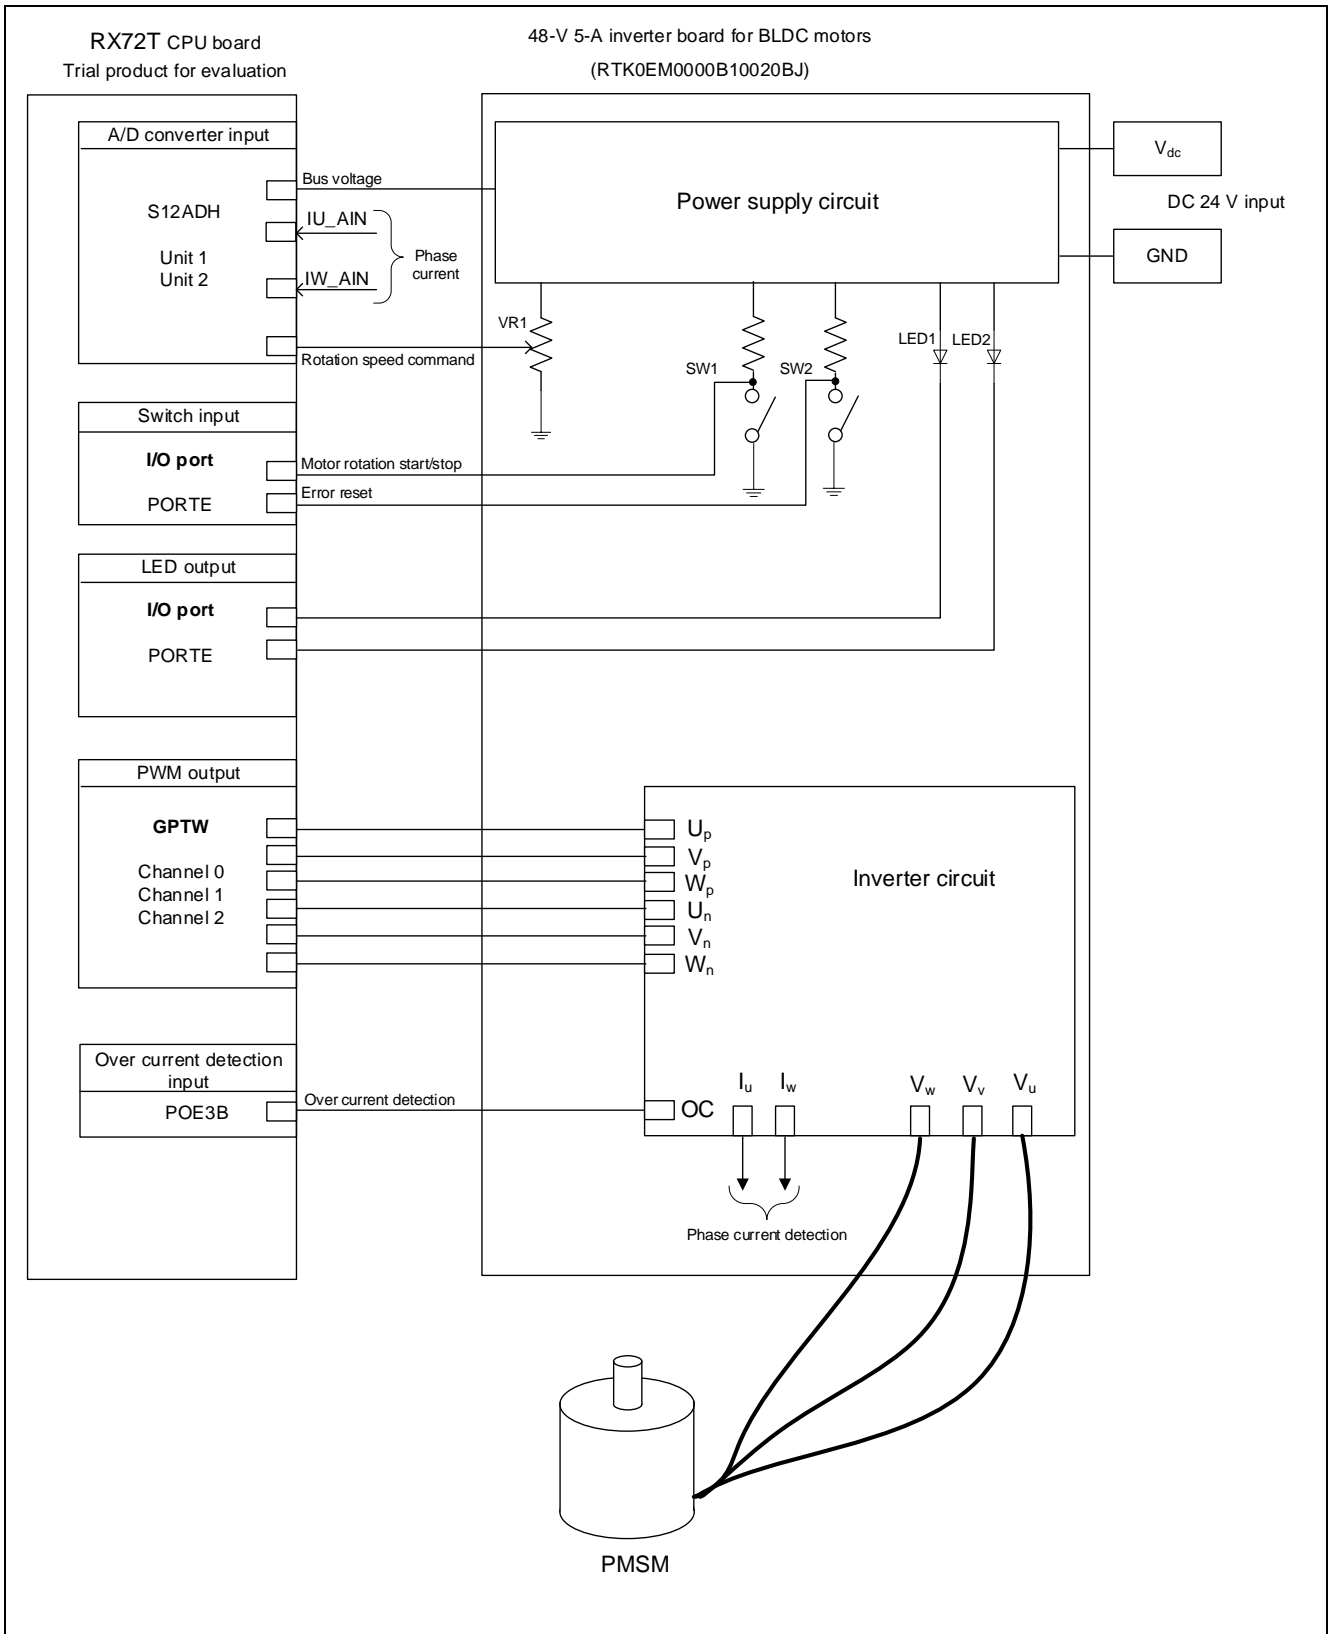 RX72T CPU board
Trial product for evaluation
48-V 5-A inverter board for BLDC motors
(RTK0EM0000B10020BJ)
A/D converter input
S12ADH
Unit 1
Unit 2
Bus voltage
IU_AIN
IW_AIN
Phase
current
Rotation speed command
Power supply circuit
Vdc
DC 24 V input
GND
VR1
SW1
SW2
LED1
LED2
Switch input
I/O port
PORTE
Motor rotation start/stop
Error reset
LED output
I/O port
PORTE
PWM output
GPTW
Channel 0
Channel 1
Channel 2
Up
Vp
Wp
Un
Vn
Wn
Inverter circuit
Over current detection
input
POE3B
Over current detection
OC
Iu
Iw
Vw
Vv
Vu
Phase current detection
PMSM